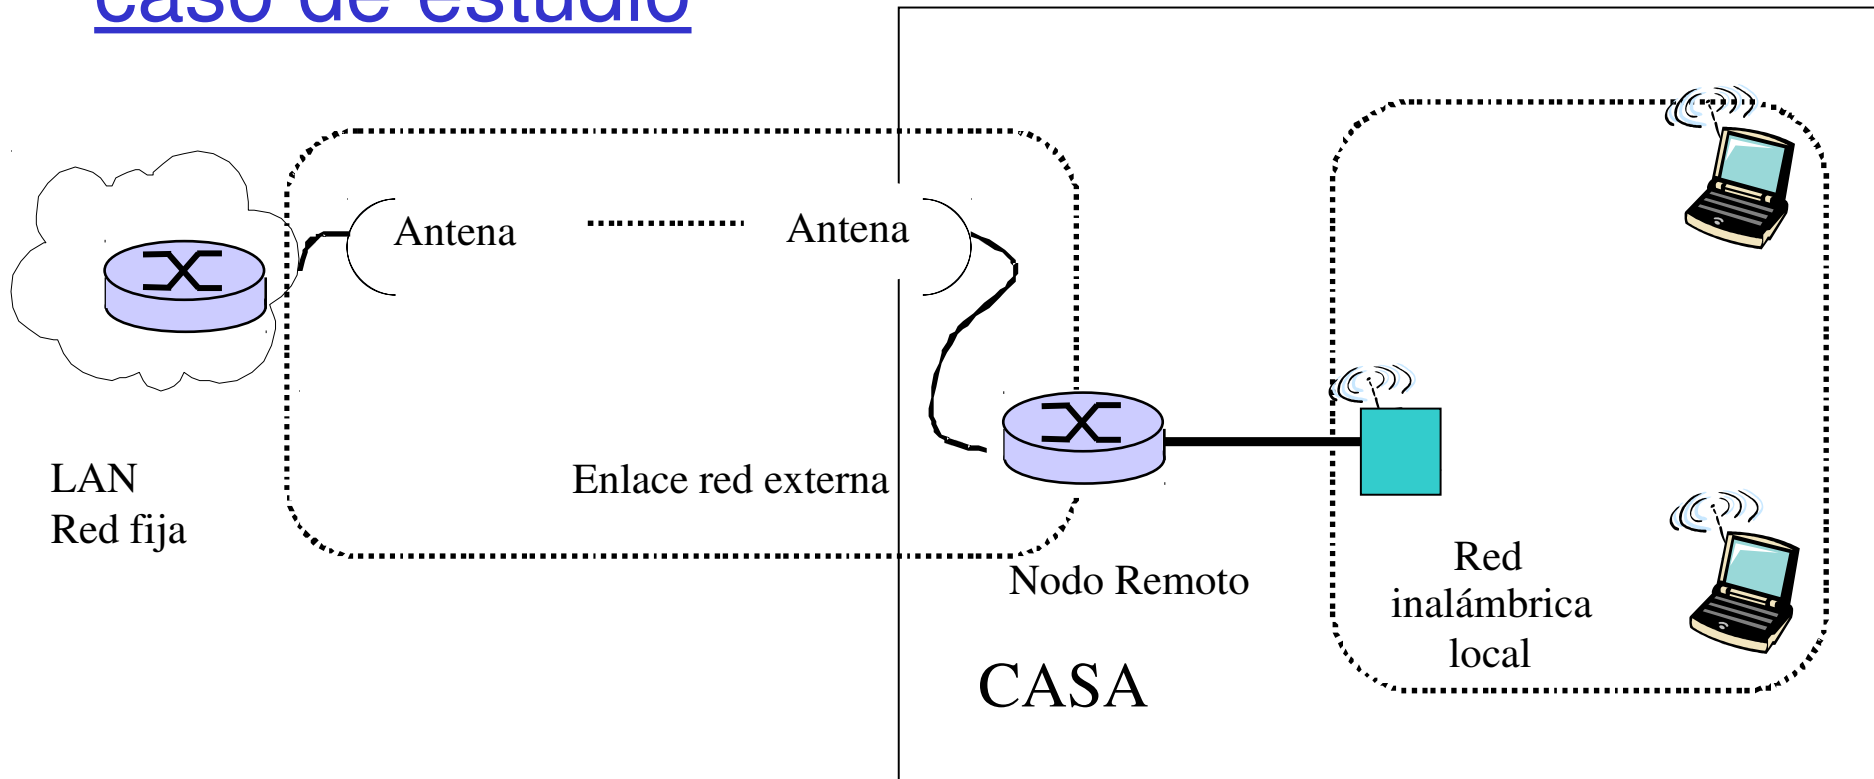 caso de estudio
Antena
Antena
LAN
Red fija
Enlace red externa
Nodo Remoto
Red
inalámbrica
local
CASA